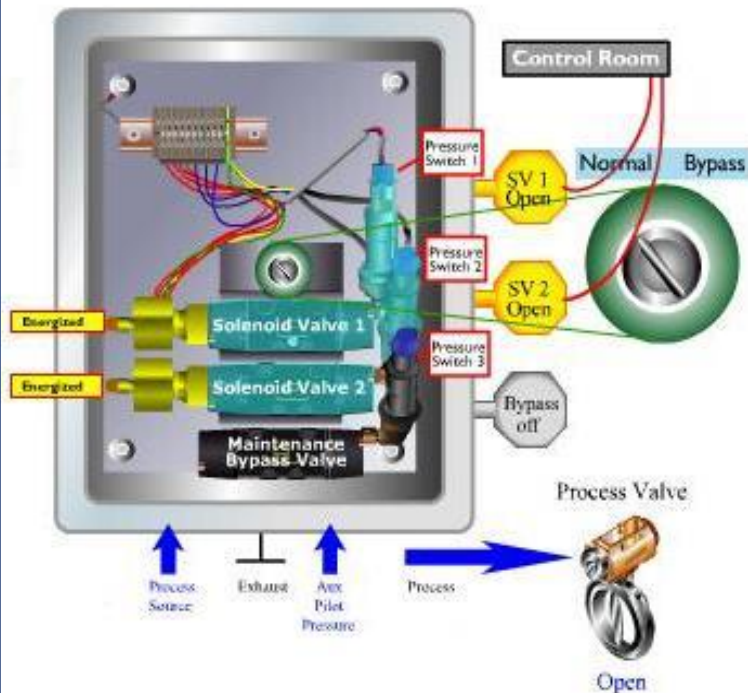 Control Room
Pressure
Switch 1
SV 1
Open
Normal Bypass
Pressure
Switch 2
SV 2
Open
Energized
Solenoid Valve 1
Pressure
Switch 3
Energized
Solenoid Valve 2
Bypass
off
Maintenance
Bypass Valve
Process Valve
Process
Source
Exhaust
Aux
Pilot
Pressure
Process
Open